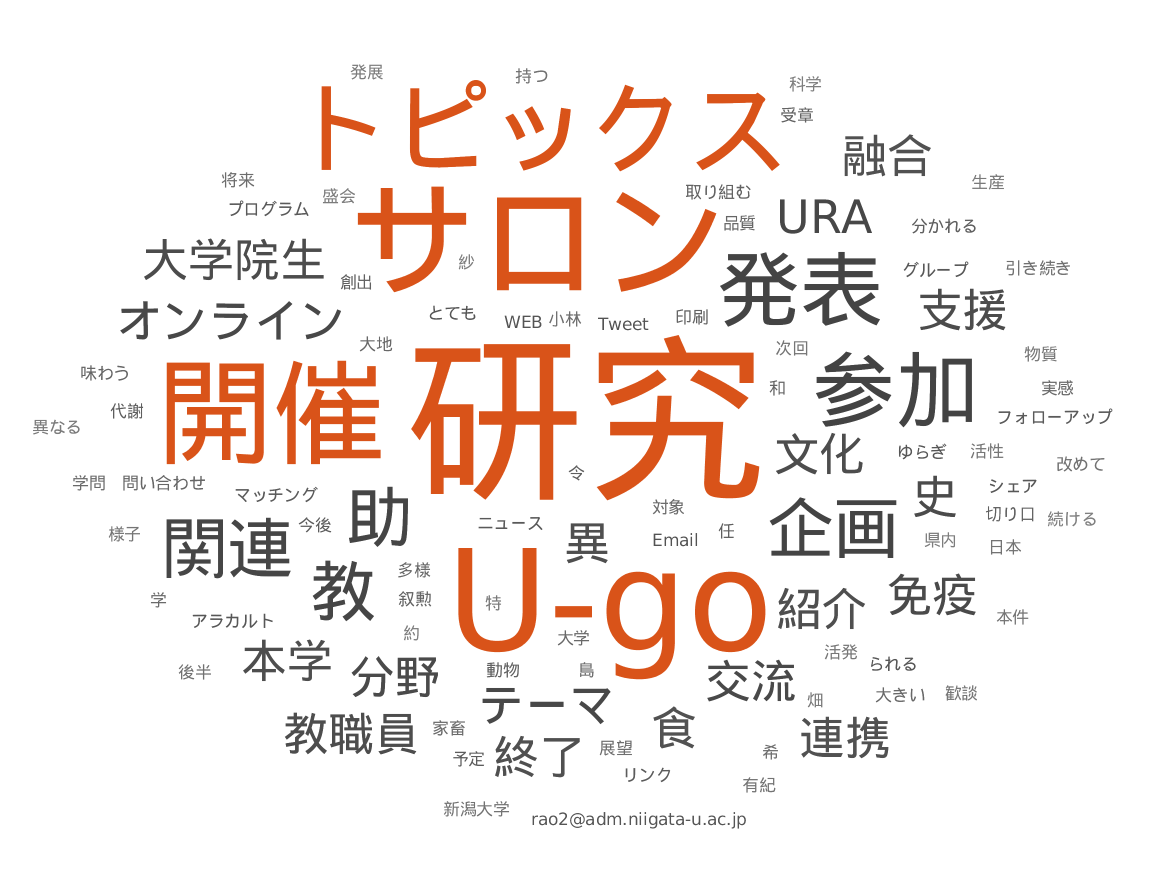 発展 持つ 科学
トピックス 受章
融合
将来 盛会 取り組む 生産
プログラム サロン 品質 URA 分かれる
大学院生 創出 紗 発表 グループ 引き続き
オンライン とても WEB 小林 Tweet 印刷 支援
大地 次回 物質
味わう 開催 研究 和 参加 実感
代謝 フォローアップ
異なる 文化 ゆらぎ 活性 改めて
学問 問い合わせ マッチング 令 史 シェア
様子 関連 今後 助 ニュース 異 対象 企画 切り口 続ける
Email 任 県内 日本
教 多様 U-go 免疫
学 叙勲 特 紹介 本件
アラカルト 約 大学
本学 活発 られる
後半 分野 動物 島 交流 大きい 歓談
テーマ 畑
教職員 家畜 食 連携
予定 終了 展望 希
リンク 有紀
新潟大学 rao2@adm.niigata-u.ac.jp